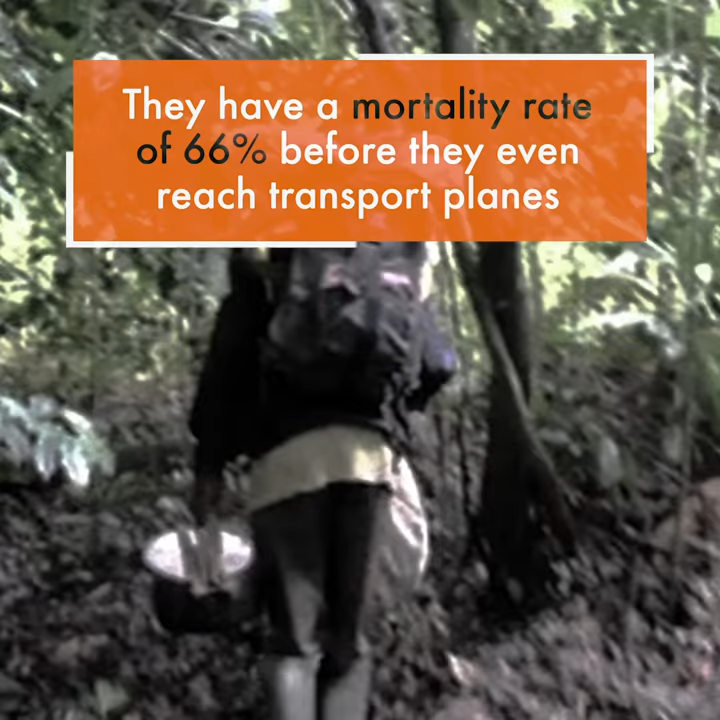 They have a mortality rate
of 66% before they even
reach transport planes